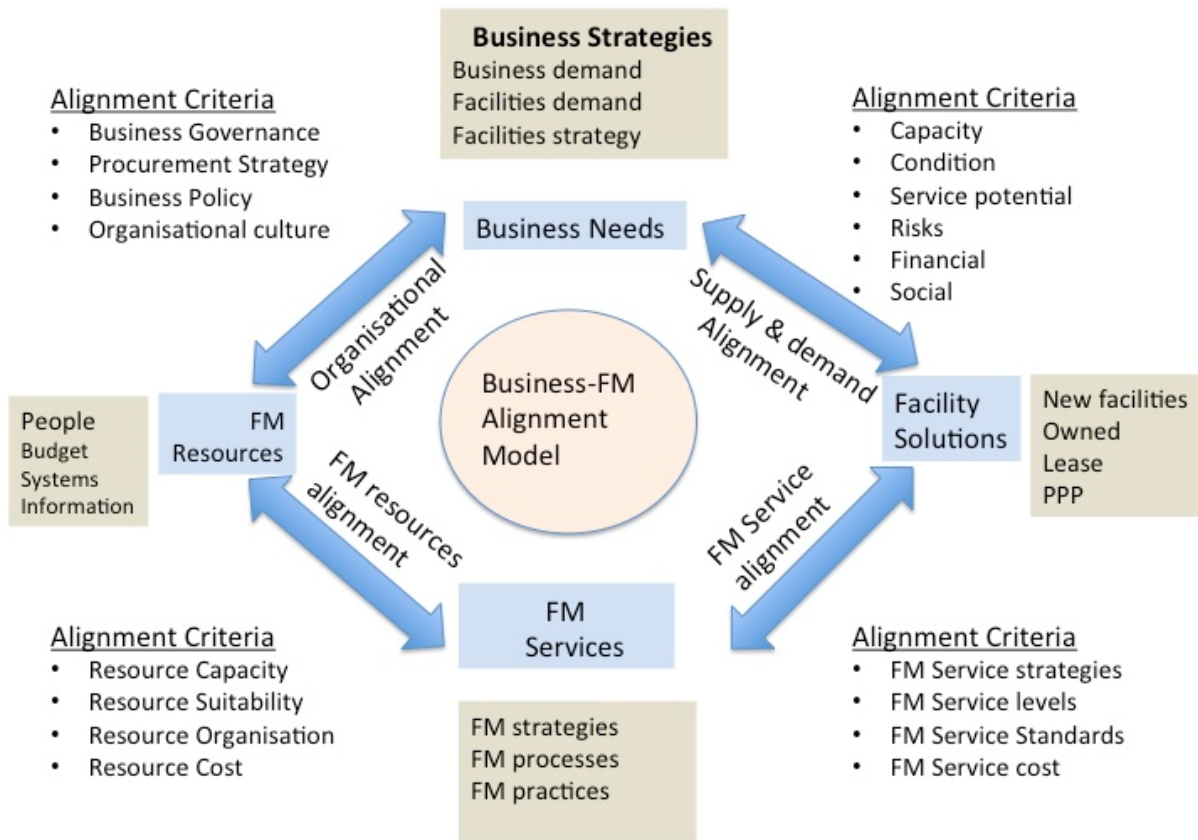 Business Strategies
Business demand
Facilities demand
Facilities strategy
Alignment Criteria
• Business Governance
• Procurement Strategy
• Business Policy
• Organisational culture
Alignment Criteria
• Capacity
• Condition
• Service potential
• Risks
• Financial
• Social
Business Needs
Organisational
Alignment
Supply & demand
Alignment
Business-FM
Alignment
Model
People
Budget
Systems
Information
FM
Resources
Facility
Solutions
New facilities
Owned
Lease
PPP
FM resources
alignment
FM Service
alignment
FM
Services
Alignment Criteria
• Resource Capacity
• Resource Suitability
• Resource Organisation
• Resource Cost
FM strategies
FM processes
FM practices
Alignment Criteria
• FM Service strategies
• FM Service levels
• FM Service Standards
• FM Service cost